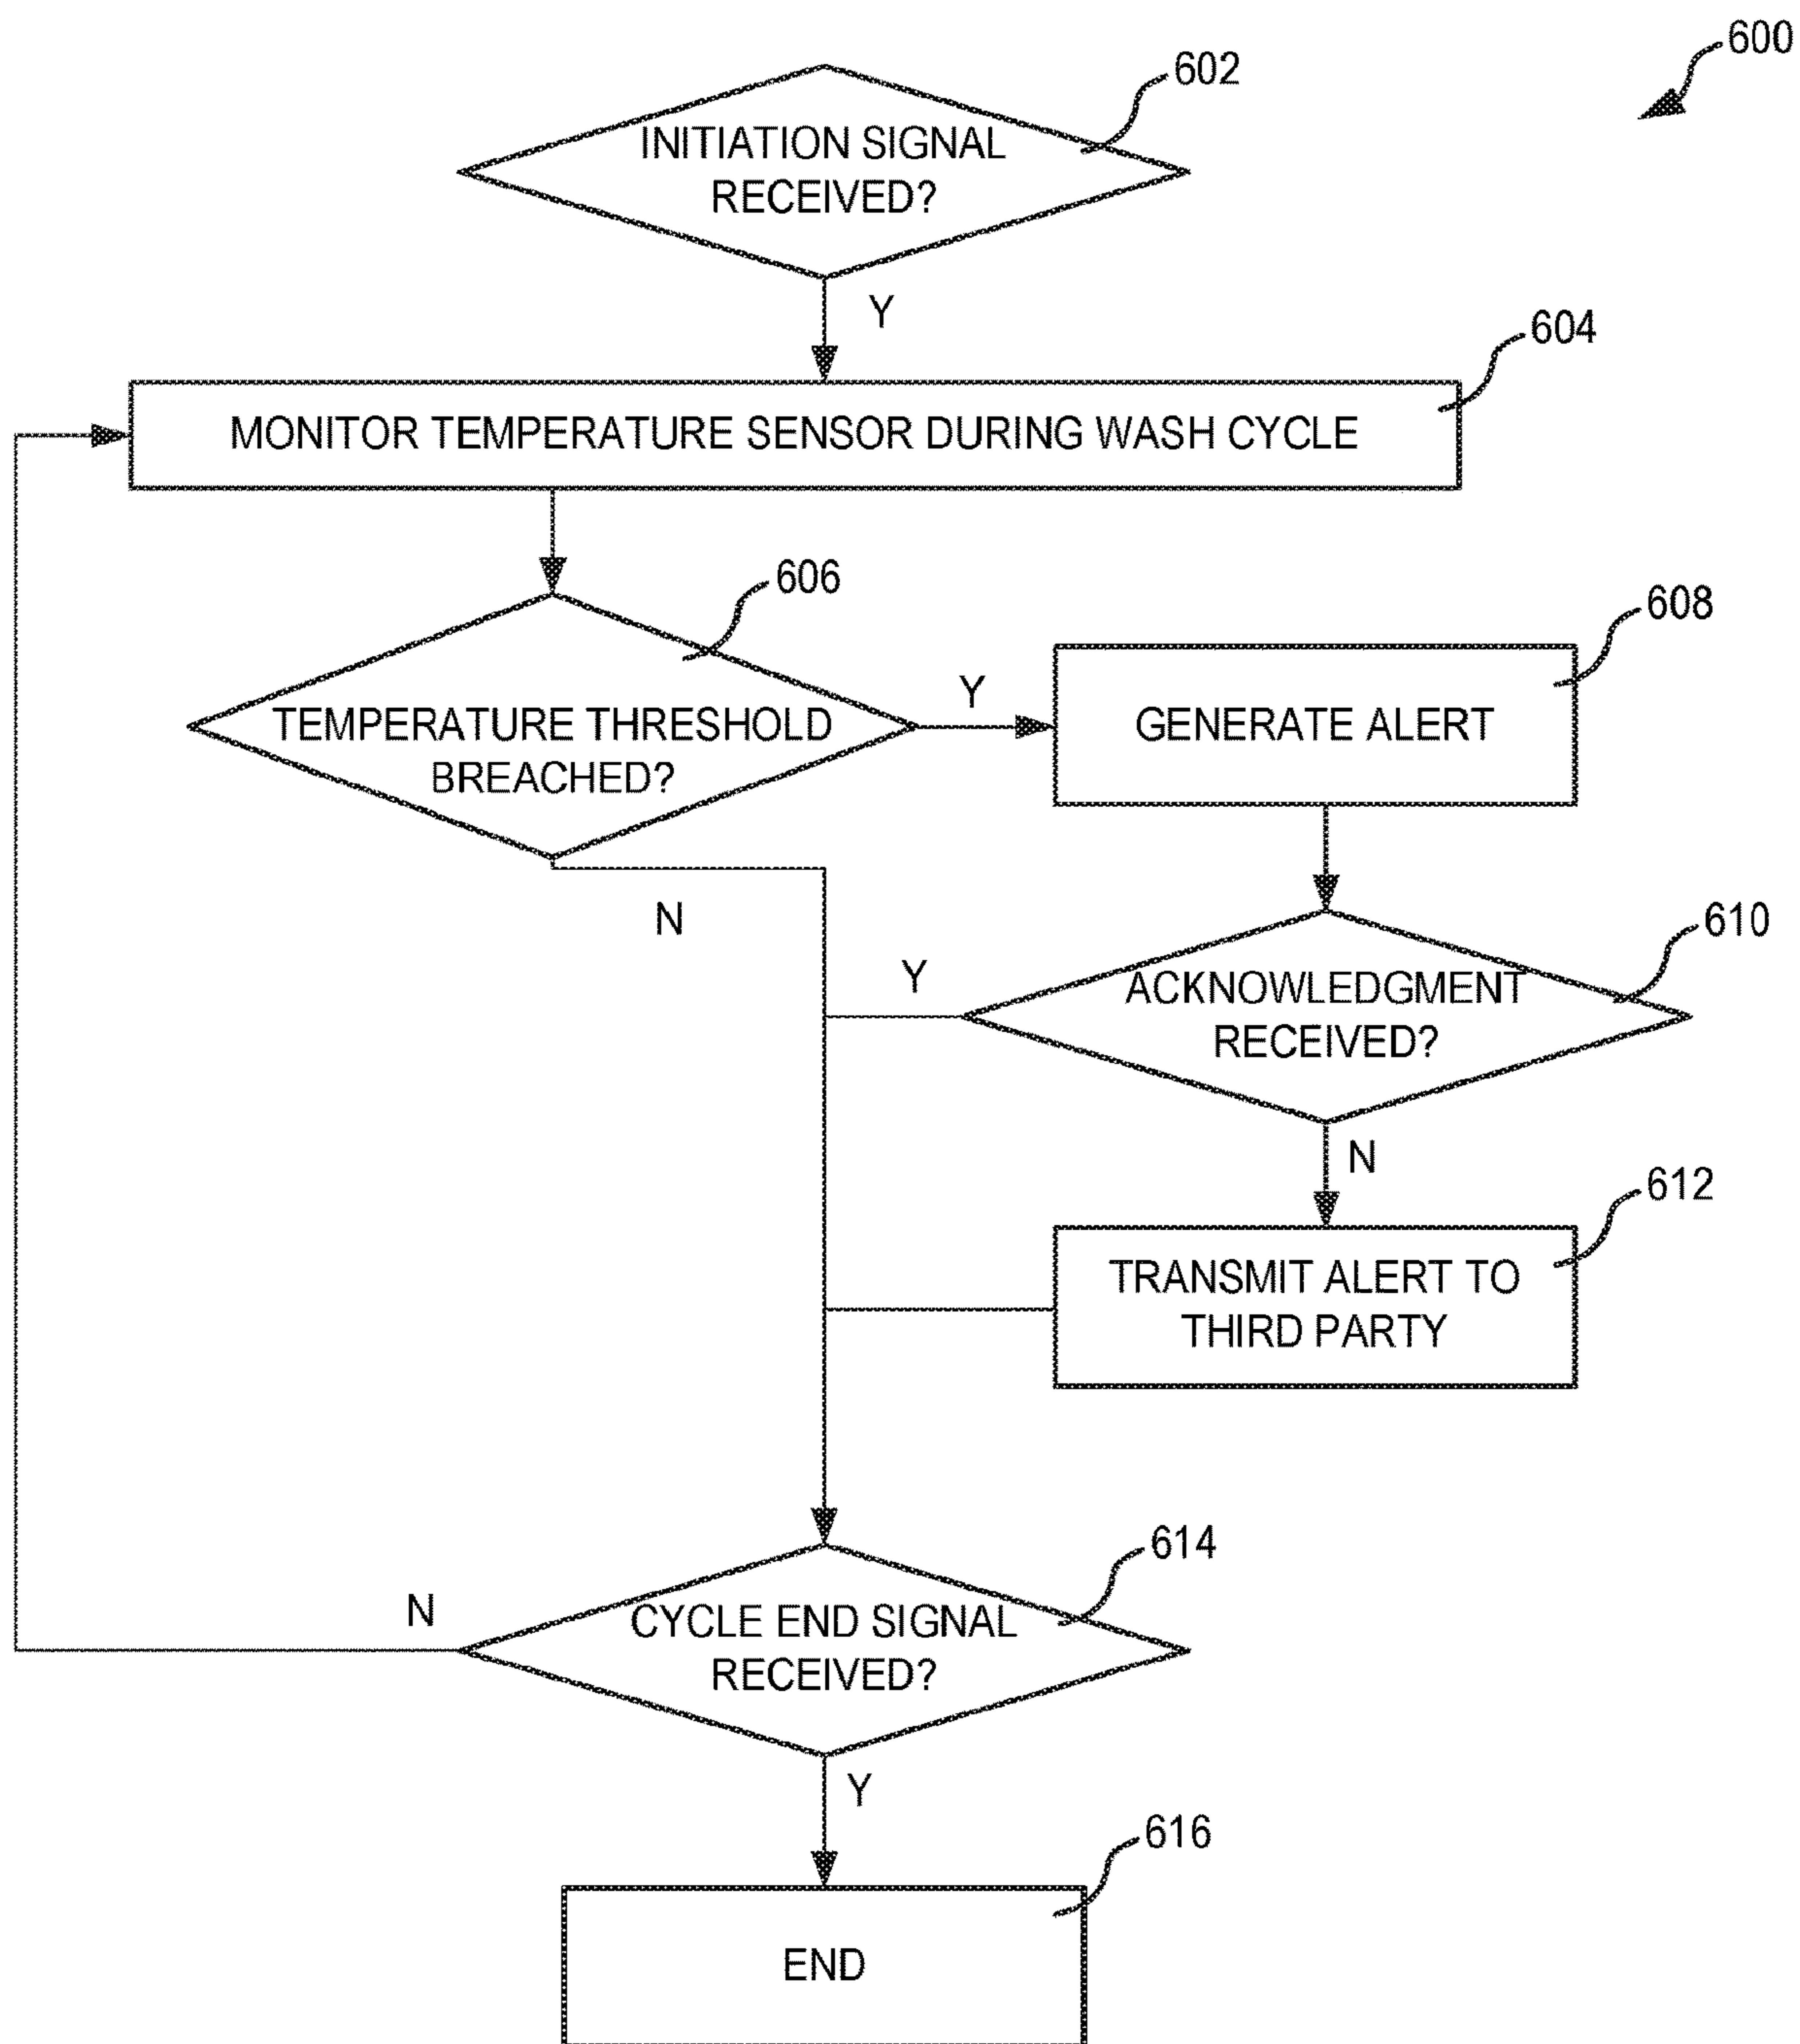 600
602
INITIATION SIGNAL
RECEIVED?
Y
604
MONITOR TEMPERATURE SENSOR DURING WASH CYCLE
606
TEMPERATURE THRESHOLD
BREACHED?
Y
608
GENERATE ALERT
N
610
ACKNOWLEDGMENT
RECEIVED?
Y
N
612
TRANSMIT ALERT TO
THIRD PARTY
614
CYCLE END SIGNAL
RECEIVED?
N
Y
616
END